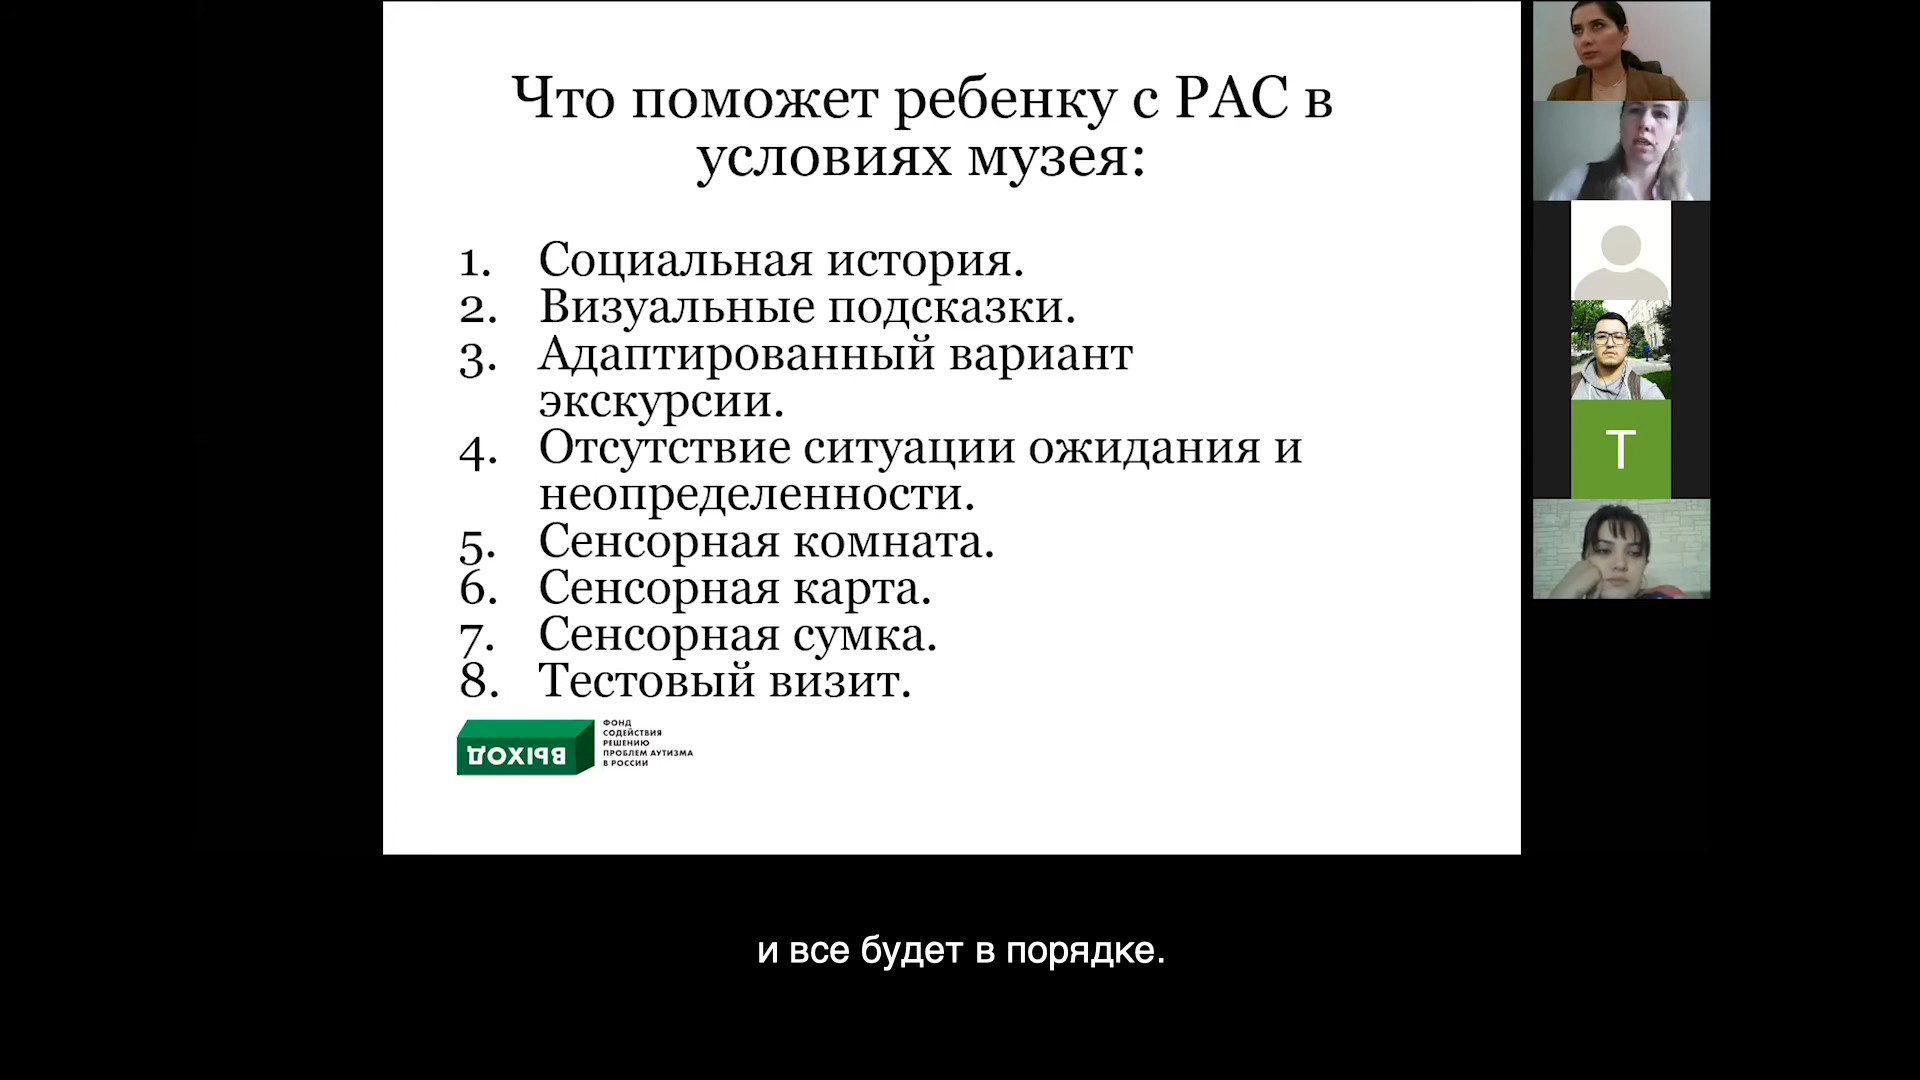 Что поможет ребенку с РАС в
условиях музея:
1. Социальная история.
2. Визуальные подсказки.
3. Адаптированный вариант
экскурсии.
4. Отсутствие ситуации ожидания и
неопределенности.
5. Сенсорная комната.
6. Сенсорная карта.
7. Сенсорная сумка.
8. Тестовый визит.
ВЫХОД
ФОНД
СОДЕЙСТВИЯ
РЕШЕНИЮ
ПРОБЛЕМ АУТИЗМА
В РОССИИ
T
и все будет в порядке.